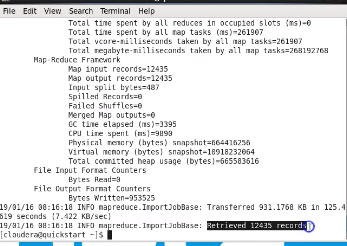 File Edit View Search Terminal Help
Total time spent by all reduces in occupied slots (ms)=0
Total time spent by all map tasks (ms)=261907
Total vcore-milliseconds taken by all map tasks=261907
Total megabyte-milliseconds taken by all map tasks=268192768
Map-Reduce Framework
Map input records=12435
Map output records=12435
Input split bytes=487
Spilled Records=0
Failed Shuffles=0
Merged Map outputs=0
GC time elapsed (ms)=3395
CPU time spent (ms)=9890
Physical memory (bytes) snapshot=664416256
Virtual memory (bytes) snapshot=10918232064
Total committed heap usage (bytes)=665583616
File Input Format Counters
Bytes Read=0
File Output Format Counters
Bytes Written=953525
19/01/16 08:16:18 INFO mapreduce.ImportJobBase: Transferred 931.1768 KB in 125.4
619 seconds (7.422 KB/sec)
19/01/16 08:16:18 INFO mapreduce.ImportJobBase: Retrieved 12435 records.
[cloudera@quickstart ~]$